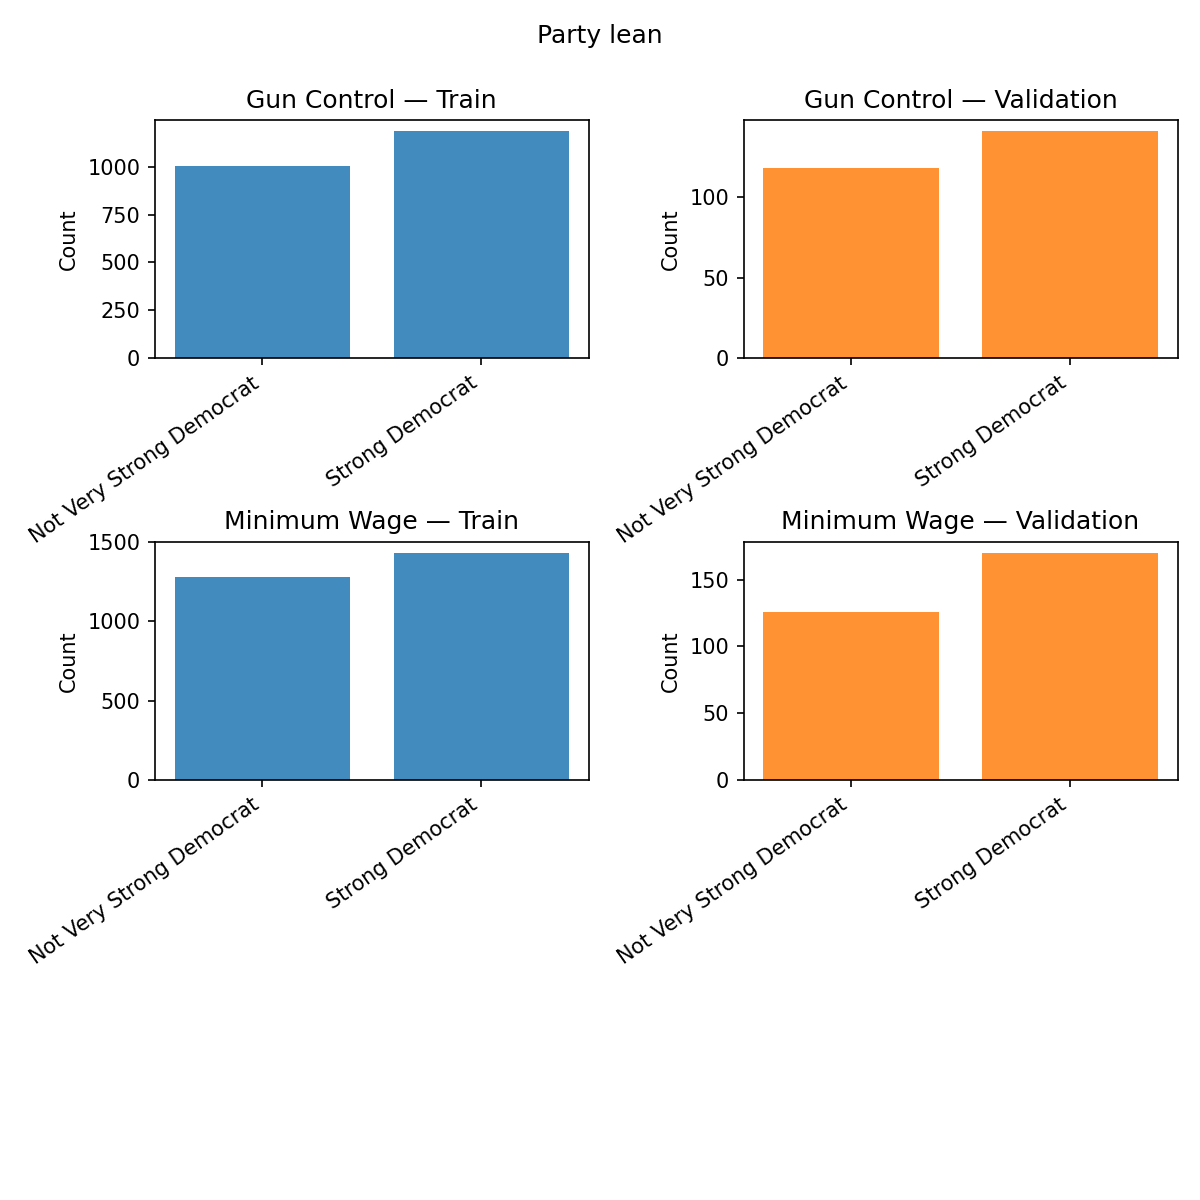 Party lean
Gun Control — Train
Count
1000
750
500
250
0
Not Very Strong Democrat
Strong Democrat
Gun Control — Validation
Count
100
50
0
Not Very Strong Democrat
Strong Democrat
Minimum Wage — Train
Count
1500
1000
500
0
Not Very Strong Democrat
Strong Democrat
Minimum Wage — Validation
Count
150
100
50
0
Not Very Strong Democrat
Strong Democrat